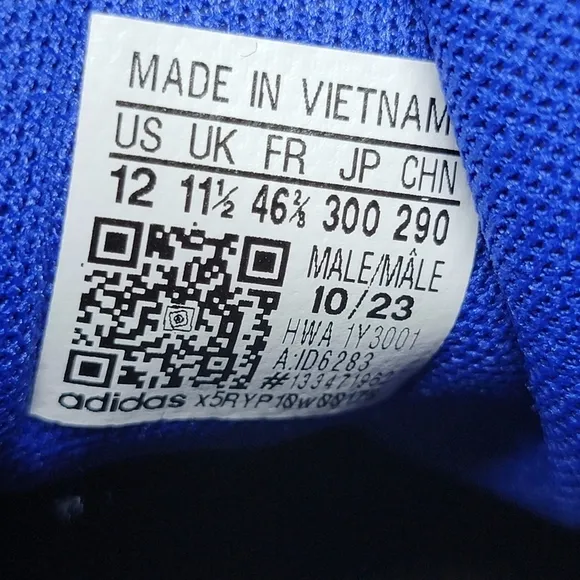 MADE IN VIETNAM
US UK FR JP CHN
12 11½ 46⅔ 300 290
MALE/MÂLE
10/23
HWA 1Y3001
A:ID6283
adidas